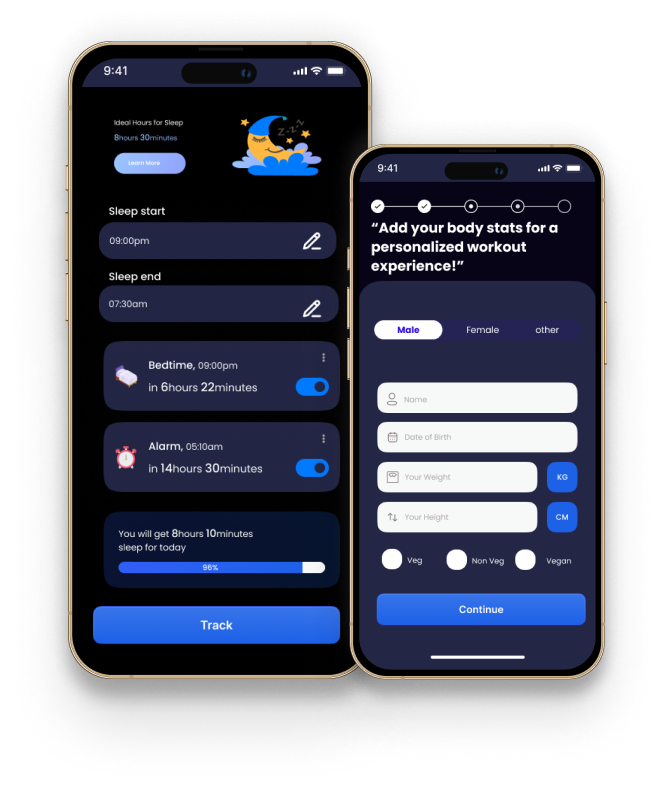 9:41
Ideal Hours for Sleep
8hours 30minutes
Learn More
z-z-z
Sleep start
09:00pm
Sleep end
07:30am
Bedtime, 09:00pm
in 6hours 22minutes
Alarm, 05:10am
in 14hours 30minutes
You will get 8hours 10minutes
sleep for today
96%
Track
9:41
“Add your body stats for a
personalized workout
experience!”
Male Female other
Name
Date of Birth
Your Weight KG
Your Height CM
Veg Non Veg Vegan
Continue